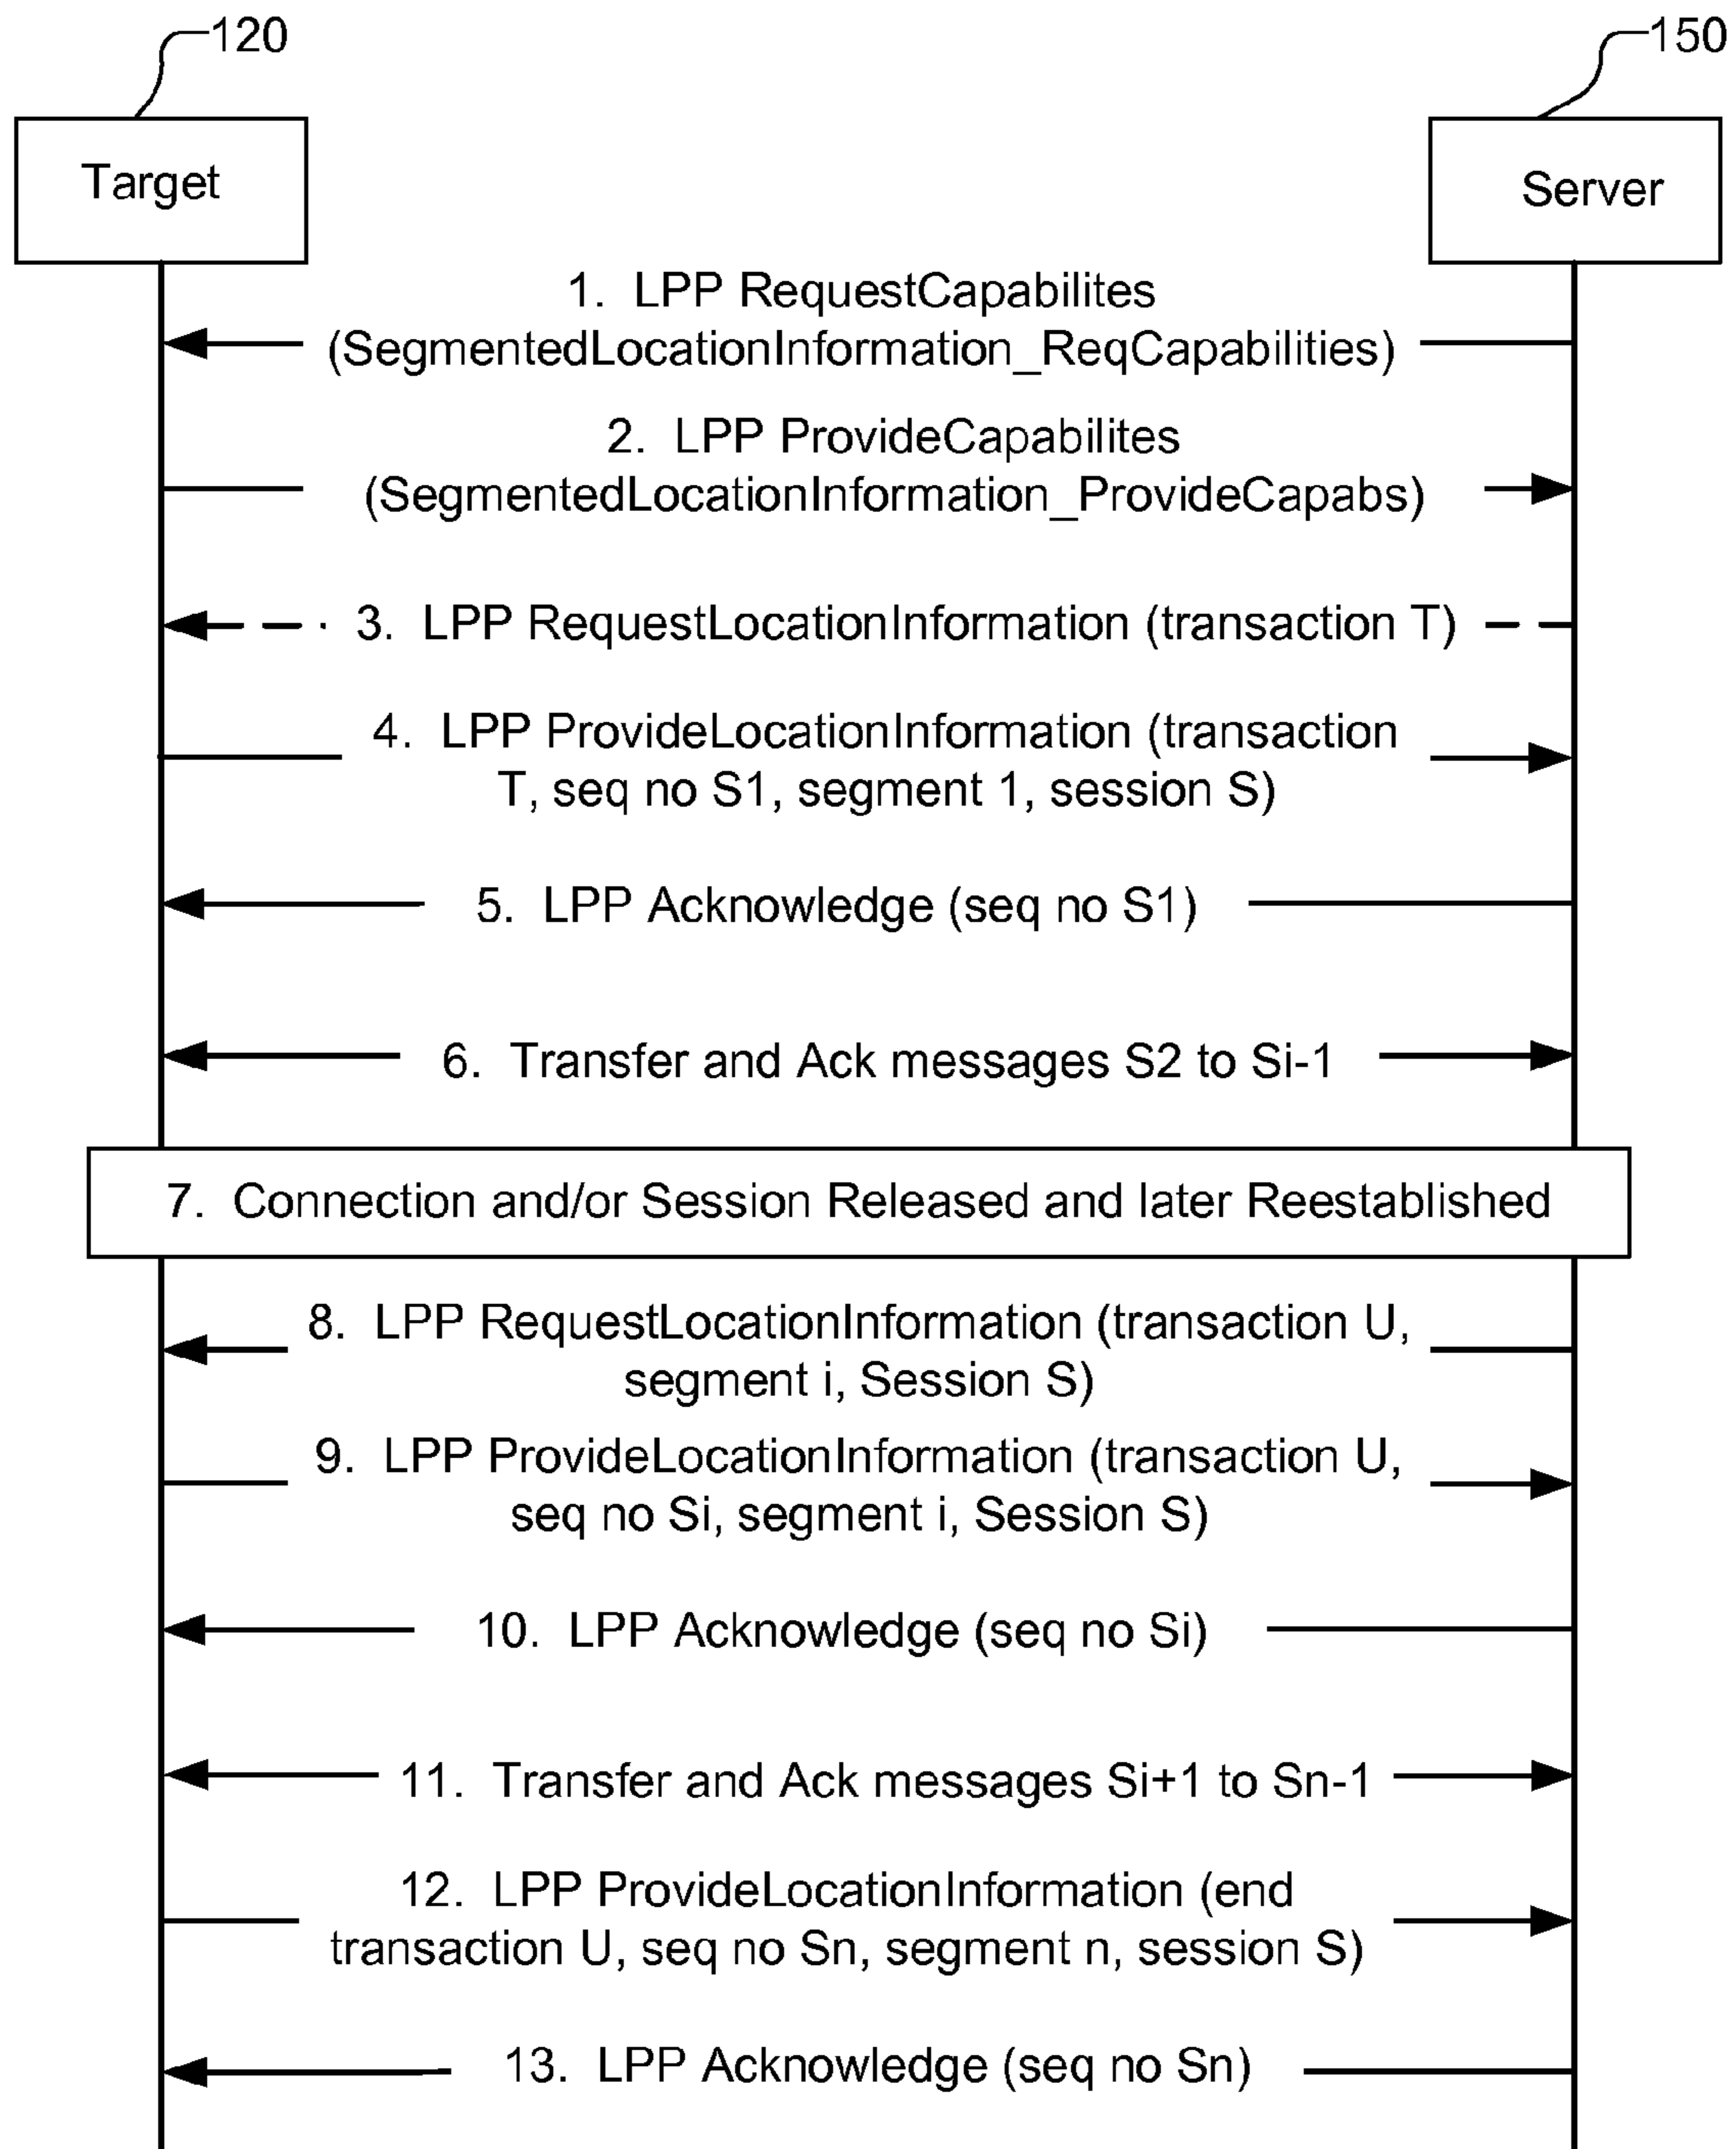 120
150
Target
Server
1. LPP RequestCapabilites
(SegmentedLocationInformation_ReqCapabilities)
2. LPP ProvideCapabilites
(SegmentedLocationInformation_ProvideCapabs)
3. LPP RequestLocationInformation (transaction T)
4. LPP ProvideLocationInformation (transaction
T, seq no S1, segment 1, session S)
5. LPP Acknowledge (seq no S1)
6. Transfer and Ack messages S2 to Si-1
7. Connection and/or Session Released and later Reestablished
8. LPP RequestLocationInformation (transaction U,
segment i, Session S)
9. LPP ProvideLocationInformation (transaction U,
seq no Si, segment i, Session S)
10. LPP Acknowledge (seq no Si)
11. Transfer and Ack messages Si+1 to Sn-1
12. LPP ProvideLocationInformation (end
transaction U, seq no Sn, segment n, session S)
13. LPP Acknowledge (seq no Sn)